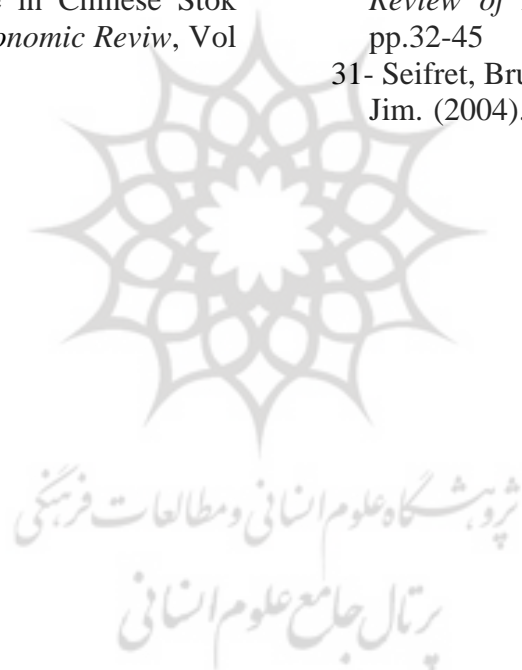 in Chinese Stok
onomic Reviw, Vol
Review of
pp.32-45
31- Seifret, Bru
Jim. (2004).
پژوهشگاه علوم انسانی و مطالعات فرهنگی
پرتال جامع علوم انسانی